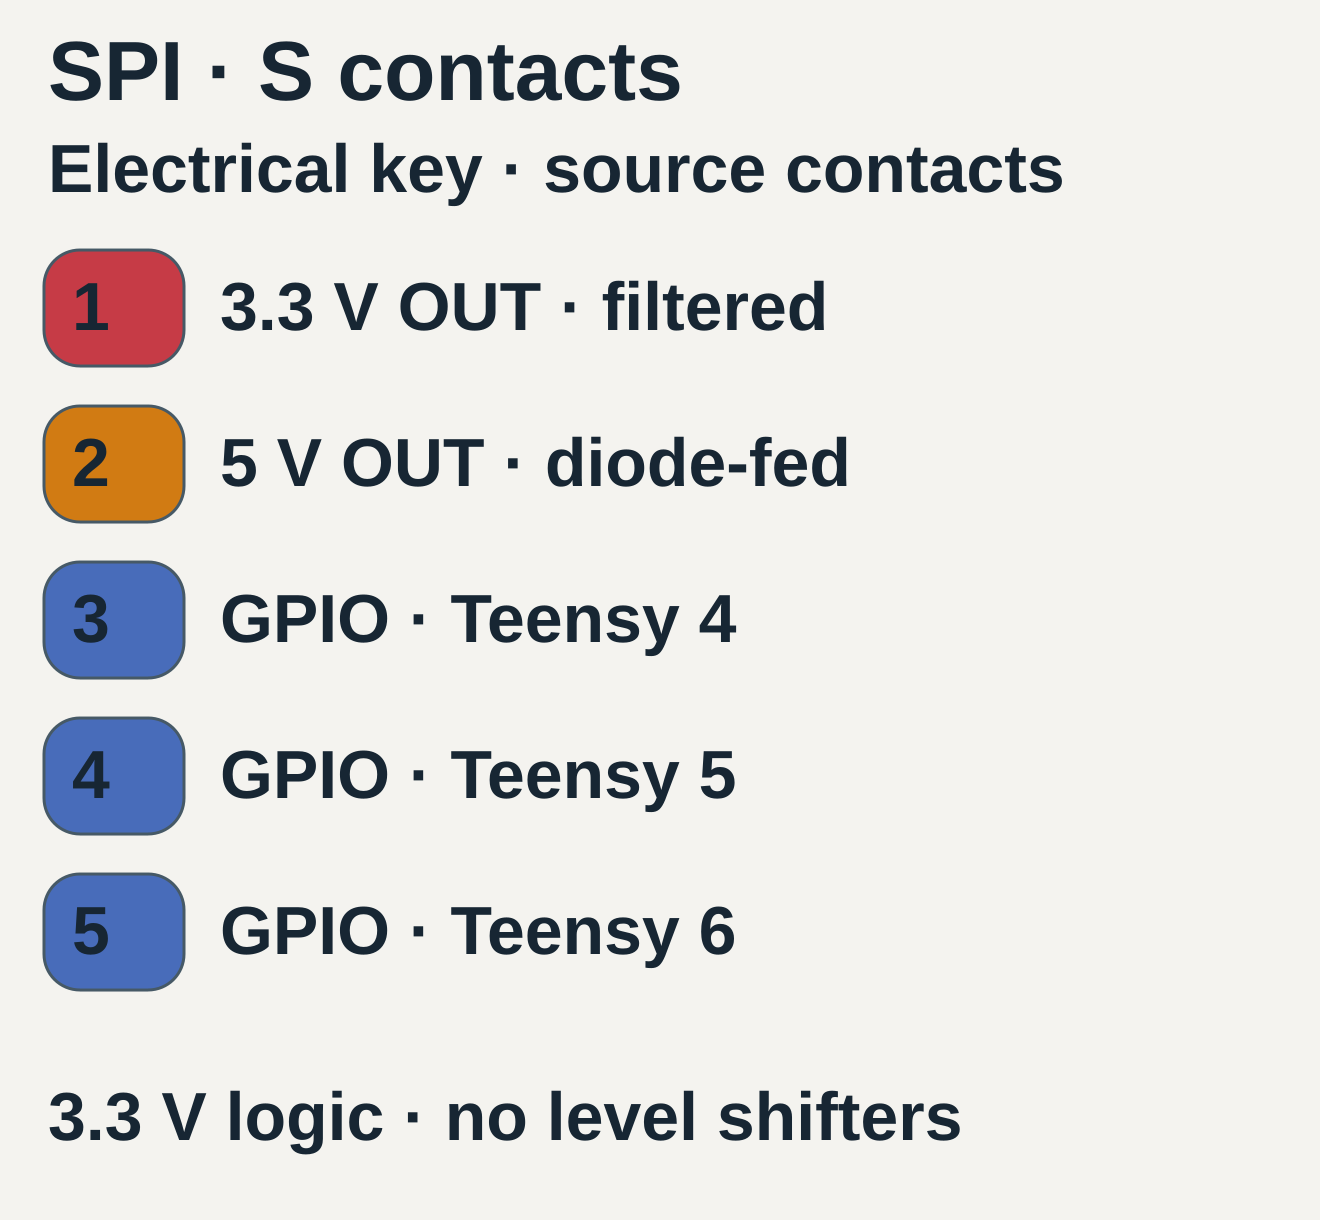 SPI · S contacts
Electrical key · source contacts
1 3.3 V OUT · filtered
2 5 V OUT · diode-fed
3 GPIO · Teensy 4
4 GPIO · Teensy 5
5 GPIO · Teensy 6
3.3 V logic · no level shifters